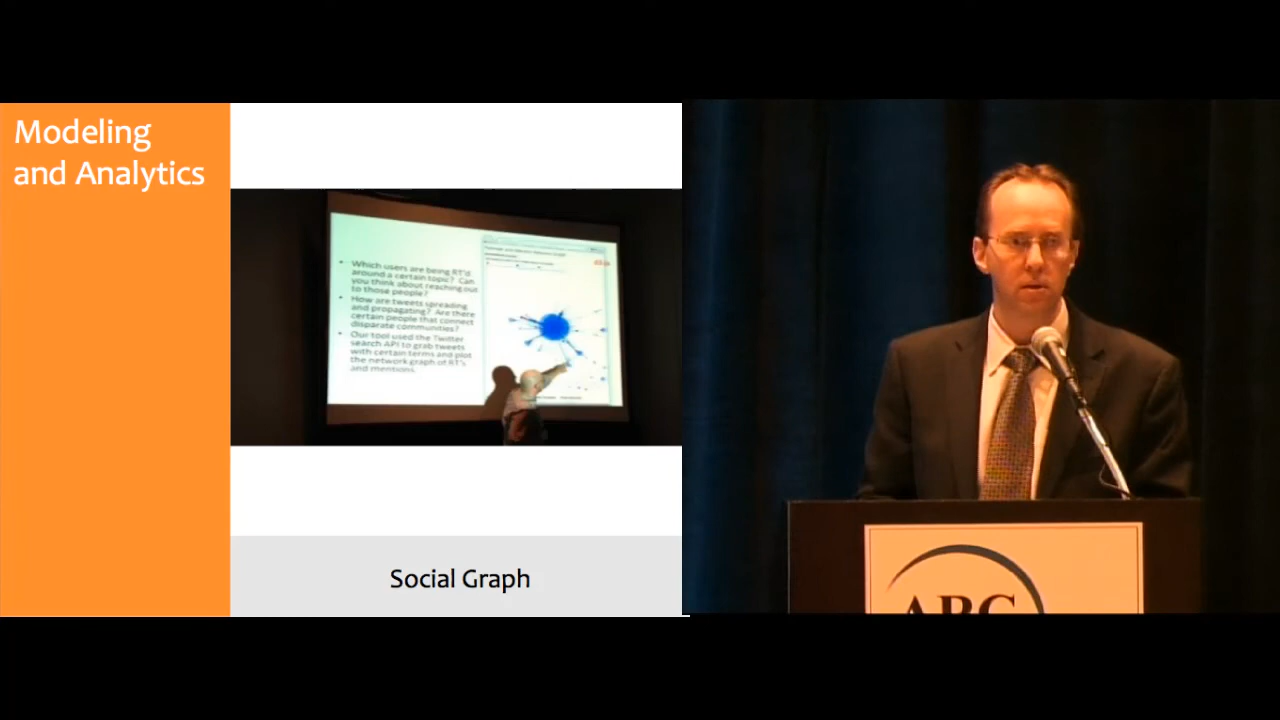 Modeling
and Analytics
• Which users are being RT'd
around a certain topic? Can
you think about reaching out
to those people?
• How are tweets spreading
and propagating? Are there
certain people that connect
disparate communities?
• Our tool used the Twitter
search API to grab tweets
with certain terms and plot
the network graph of RT's
and mentions.
Social Graph